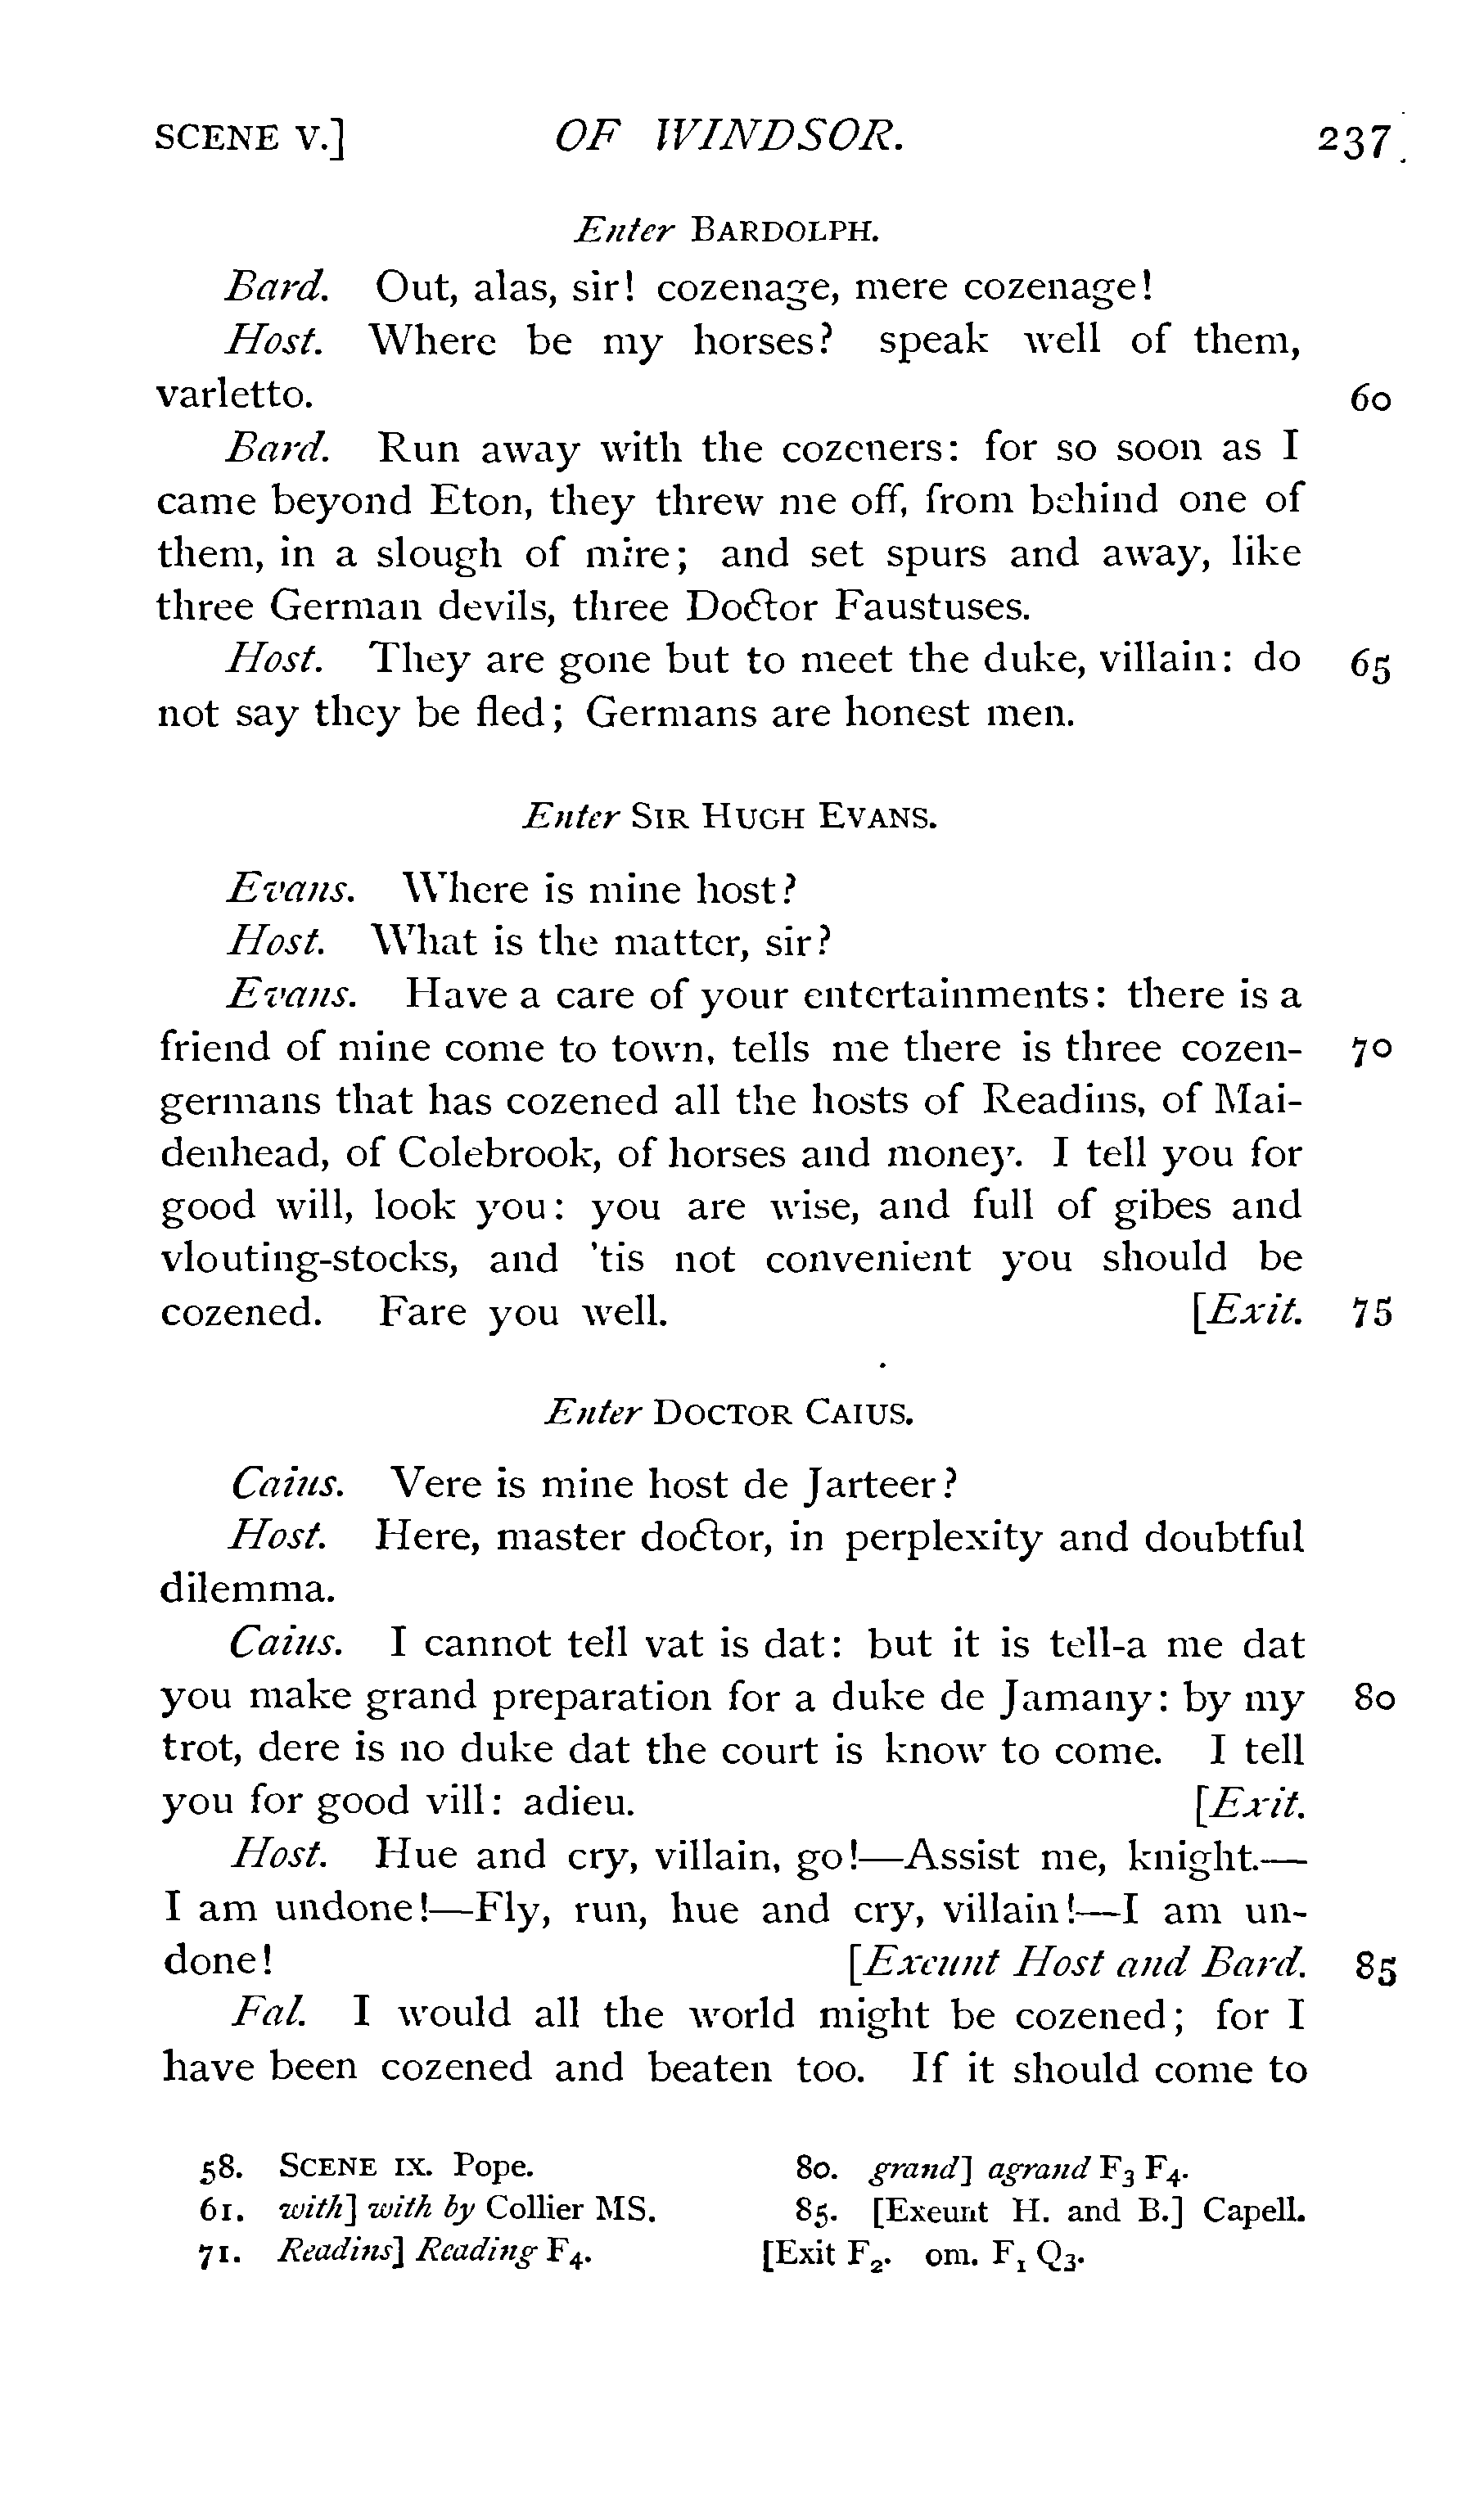 SCENE V.] OF WINDSOR. 237
Enter BARDOLPH.
Bard. Out, alas, sir! cozenage, mere cozenage!
Host. Where be my horses? speak well of them,
varletto. 60
Bard. Run away with the cozeners: for so soon as I
came beyond Eton, they threw me off, from behind one of
them, in a slough of mire; and set spurs and away, like
three German devils, three Doctor Faustuses.
Host. They are gone but to meet the duke, villain: do 65
not say they be fled; Germans are honest men.
Enter SIR HUGH EVANS.
Evans. Where is mine host?
Host. What is the matter, sir?
Evans. Have a care of your entertainments: there is a
friend of mine come to town, tells me there is three cozen- 70
germans that has cozened all the hosts of Readins, of Mai-
denhead, of Colebrook, of horses and money. I tell you for
good will, look you: you are wise, and full of gibes and
vlouting-stocks, and 'tis not convenient you should be
cozened. Fare you well. [Exit. 75
Enter DOCTOR CAIUS.
Caius. Vere is mine host de Jarteer?
Host. Here, master doctor, in perplexity and doubtful
dilemma.
Caius. I cannot tell vat is dat: but it is tell-a me dat
you make grand preparation for a duke de Jamany: by my 80
trot, dere is no duke dat the court is know to come. I tell
you for good vill: adieu. [Exit.
Host. Hue and cry, villain, go!—Assist me, knight.—
I am undone!—Fly, run, hue and cry, villain!—I am un-
done! [Exeunt Host and Bard. 85
Fal. I would all the world might be cozened; for I
have been cozened and beaten too. If it should come to
58. SCENE IX. Pope.
61. with] with by Collier MS.
71. Readins] Reading F4.
80. grand] agrand F3 F4.
85. [Exeunt H. and B.] Capell.
[Exit F2. om. F1 Q3.